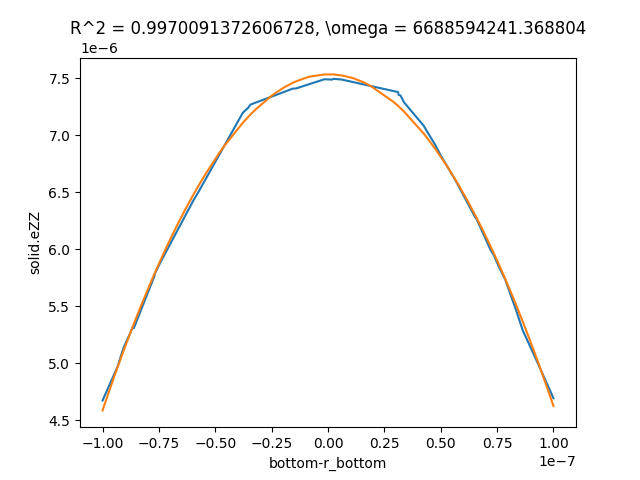 R^2 = 0.9970091372606728, \omega = 6688594241.368804
1e−6
7.5
7.0
6.5
6.0
5.5
5.0
4.5
solid.eZZ
−1.00 −0.75 −0.50 −0.25 0.00 0.25 0.50 0.75 1.00
1e−7
bottom-r_bottom